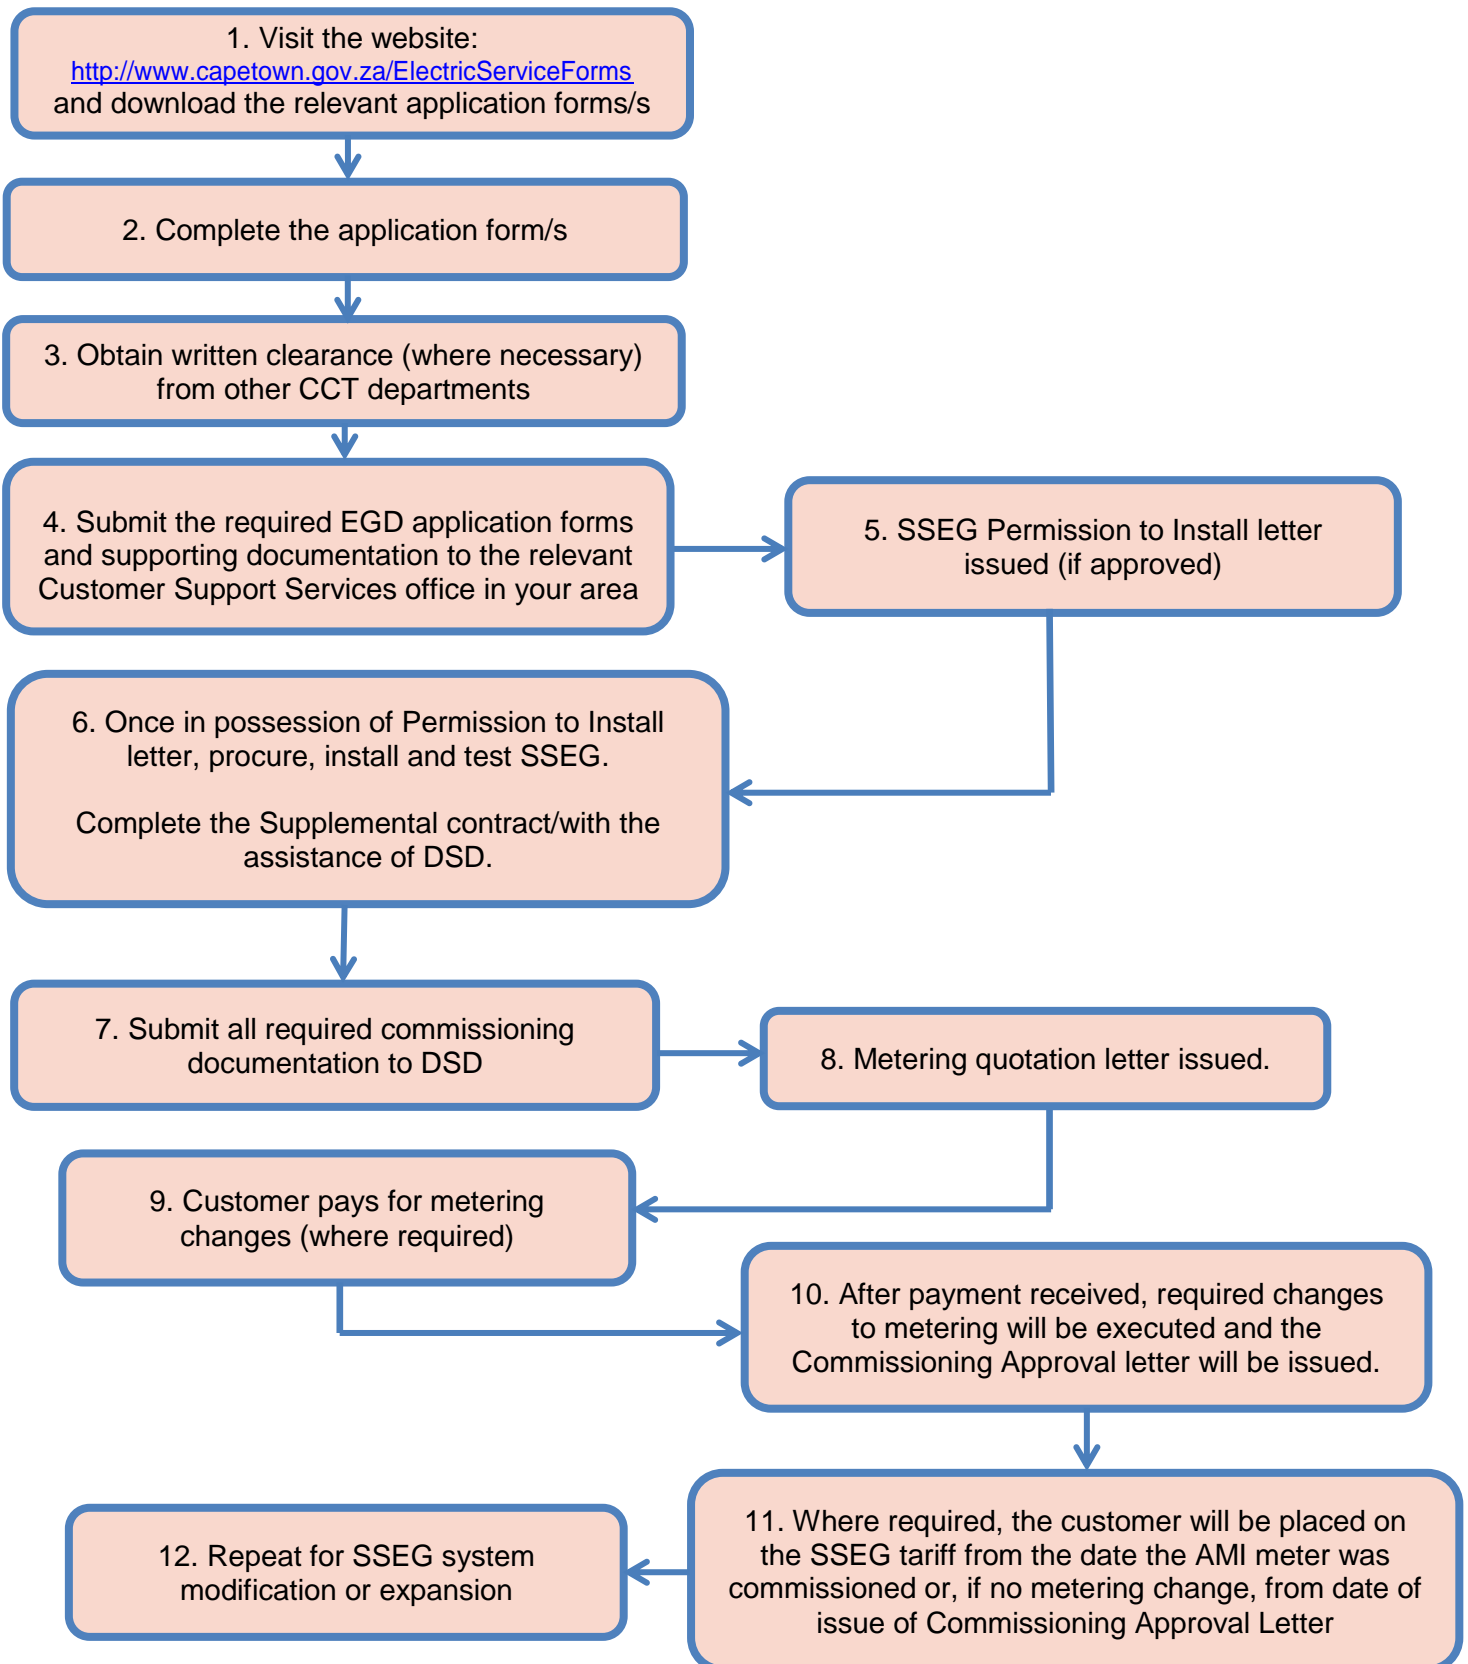 1. Visit the website:
http://www.capetown.gov.za/ElectricServiceForms
and download the relevant application forms/s
2. Complete the application form/s
3. Obtain written clearance (where necessary)
from other CCT departments
4. Submit the required EGD application forms
and supporting documentation to the relevant
Customer Support Services office in your area
5. SSEG Permission to Install letter
issued (if approved)
6. Once in possession of Permission to Install
letter, procure, install and test SSEG.
Complete the Supplemental contract/with the
assistance of DSD.
7. Submit all required commissioning
documentation to DSD
8. Metering quotation letter issued.
9. Customer pays for metering
changes (where required)
10. After payment received, required changes
to metering will be executed and the
Commissioning Approval letter will be issued.
11. Where required, the customer will be placed on
the SSEG tariff from the date the AMI meter was
commissioned or, if no metering change, from date of
issue of Commissioning Approval Letter
12. Repeat for SSEG system
modification or expansion